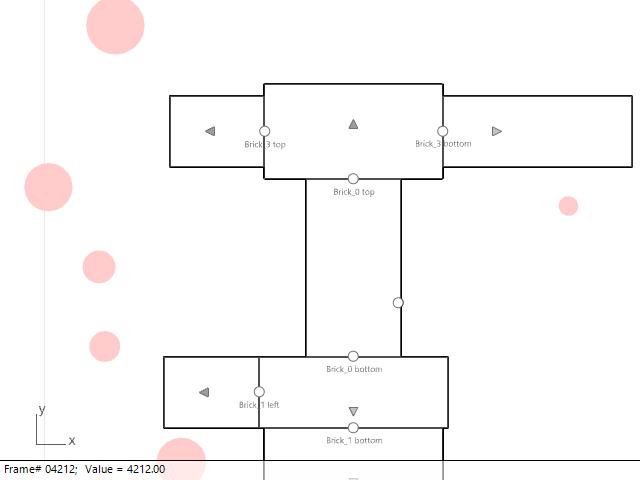 Brick_3 top
Brick_3 bottom
Brick_0 top
Brick_0 bottom
Brick_1 left
Brick_1 bottom
y
x
Frame# 04212; Value = 4212.00